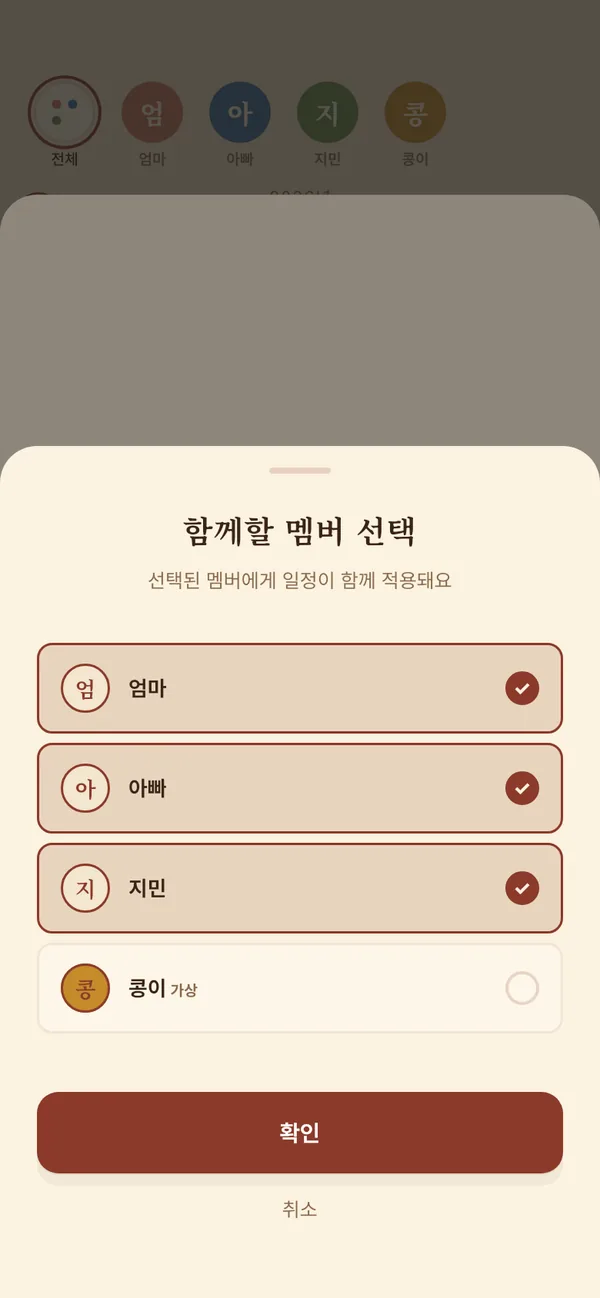 엄 아 지 콩
전체 엄마 아빠 지민 콩이
함께할 멤버 선택
선택된 멤버에게 일정이 함께 적용돼요
엄 엄마
아 아빠
지 지민
콩 콩이 가상
확인
취소